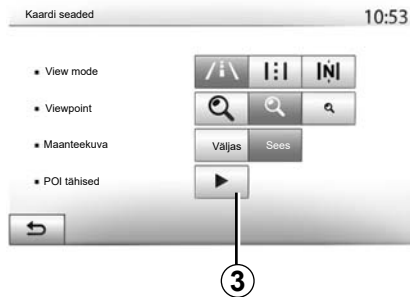 Kaardi seaded 10:53
View mode N
Viewpoint
Maanteekuva Väljas Sees
POI tähised
3